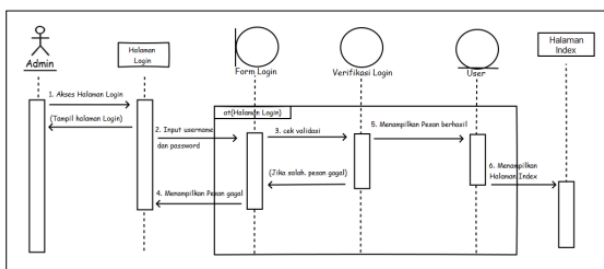 Admin
Halaman
Login
Form Login
Verifikasi Login
User
Halaman
Index
1. Akses Halaman Login
(Tampil halaman Login)
at(Halaman Login)
2. Input username
dan password
3. cek validasi
5. Menampilkan Pesan berhasil
(Jika salah, pesan gagal)
4. Menampilkan Pesan gagal
6. Menampilkan
Halaman Index